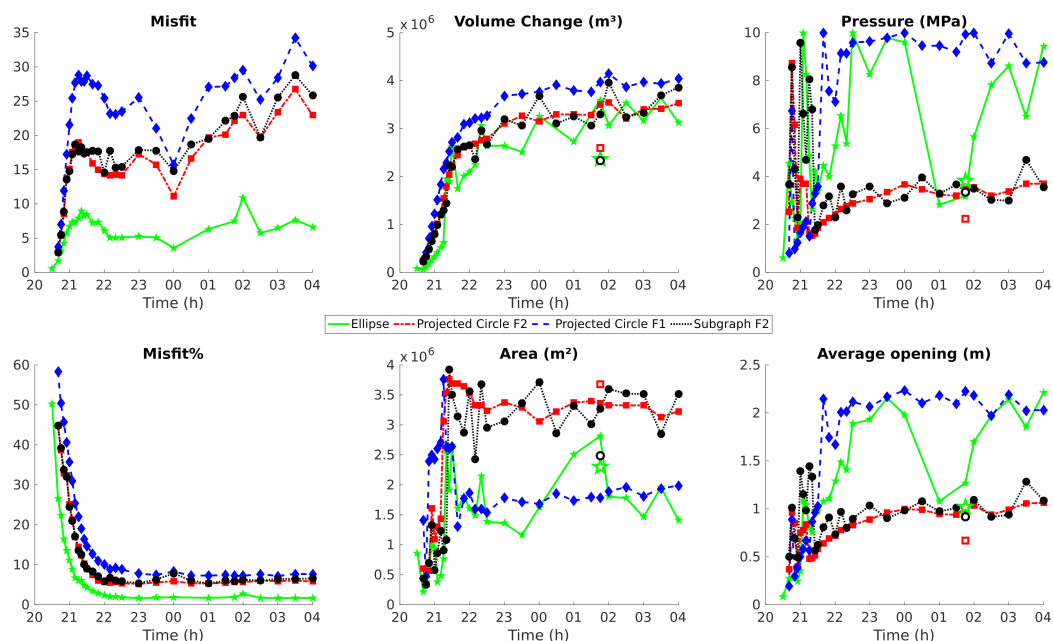 Misfit
35
30
25
20
15
10
5
0
20 21 22 23 00 01 02 03 04
Time (h)
Volume Change (m³)
x 10⁶
5
4
3
2
1
0
20 21 22 23 00 01 02 03 04
Time (h)
Pressure (MPa)
10
8
6
4
2
0
20 21 22 23 00 01 02 03 04
Time (h)
Ellipse Projected Circle F2 Projected Circle F1 Subgraph F2
Misfit%
60
50
40
30
20
10
0
20 21 22 23 00 01 02 03 04
Time (h)
Area (m²)
x 10⁶
4
3.5
3
2.5
2
1.5
1
0.5
0
20 21 22 23 00 01 02 03 04
Time (h)
Average opening (m)
2.5
2
1.5
1
0.5
0
20 21 22 23 00 01 02 03 04
Time (h)